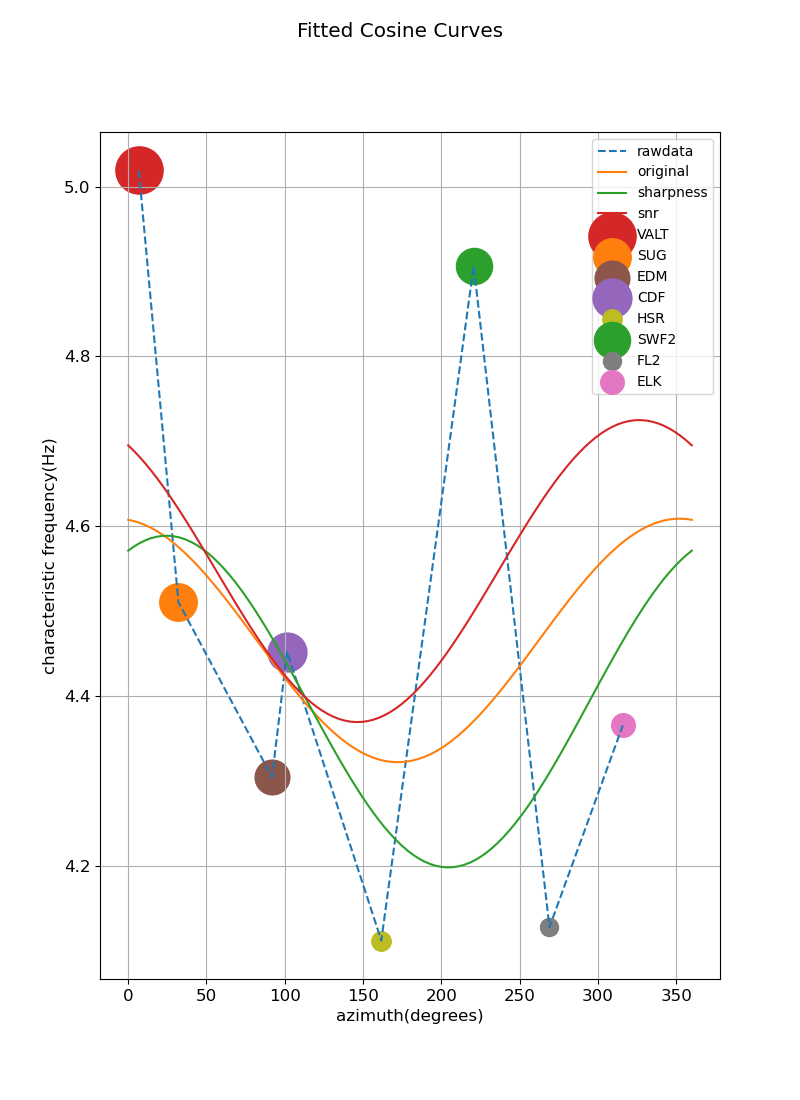 Fitted Cosine Curves
rawdata
original
sharpness
snr
VALT
SUG
EDM
CDF
HSR
SWF2
FL2
ELK
5.0
4.8
4.6
4.4
4.2
characteristic frequency(Hz)
0 50 100 150 200 250 300 350
azimuth(degrees)